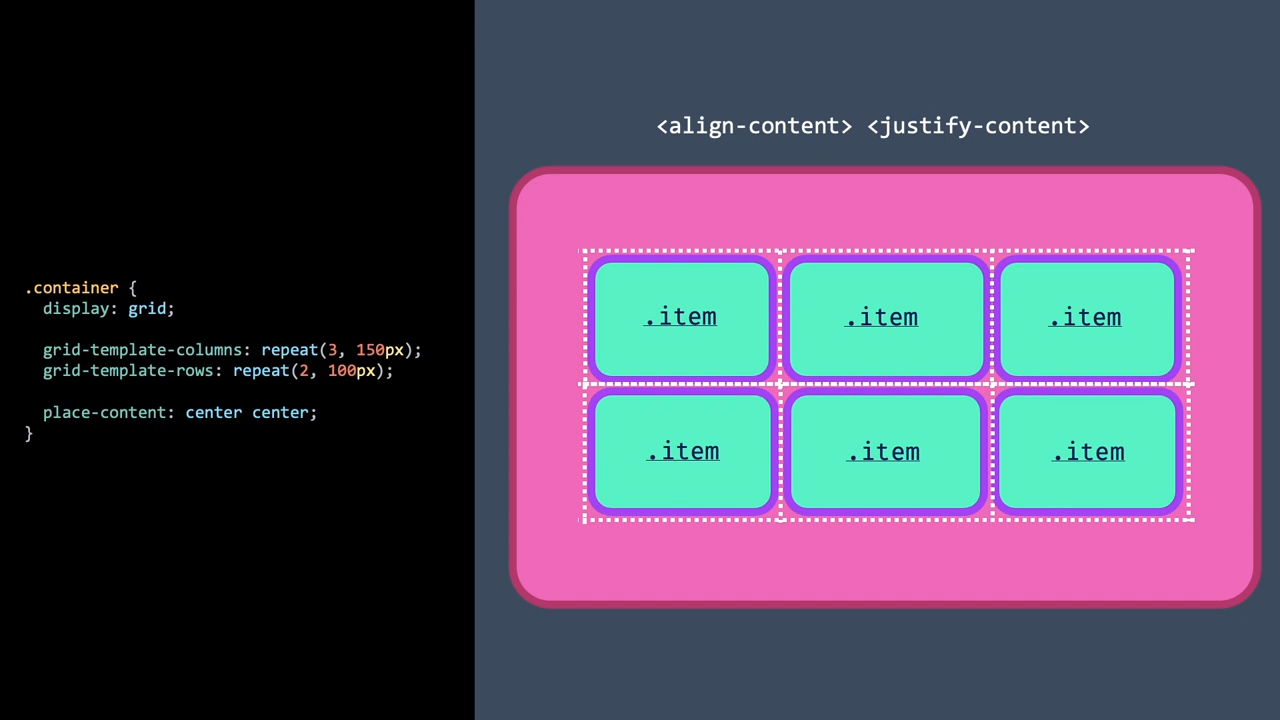 .container {
display: grid;
grid-template-columns: repeat(3, 150px);
grid-template-rows: repeat(2, 100px);
place-content: center center;
}
<align-content> <justify-content>
.item .item .item
.item .item .item